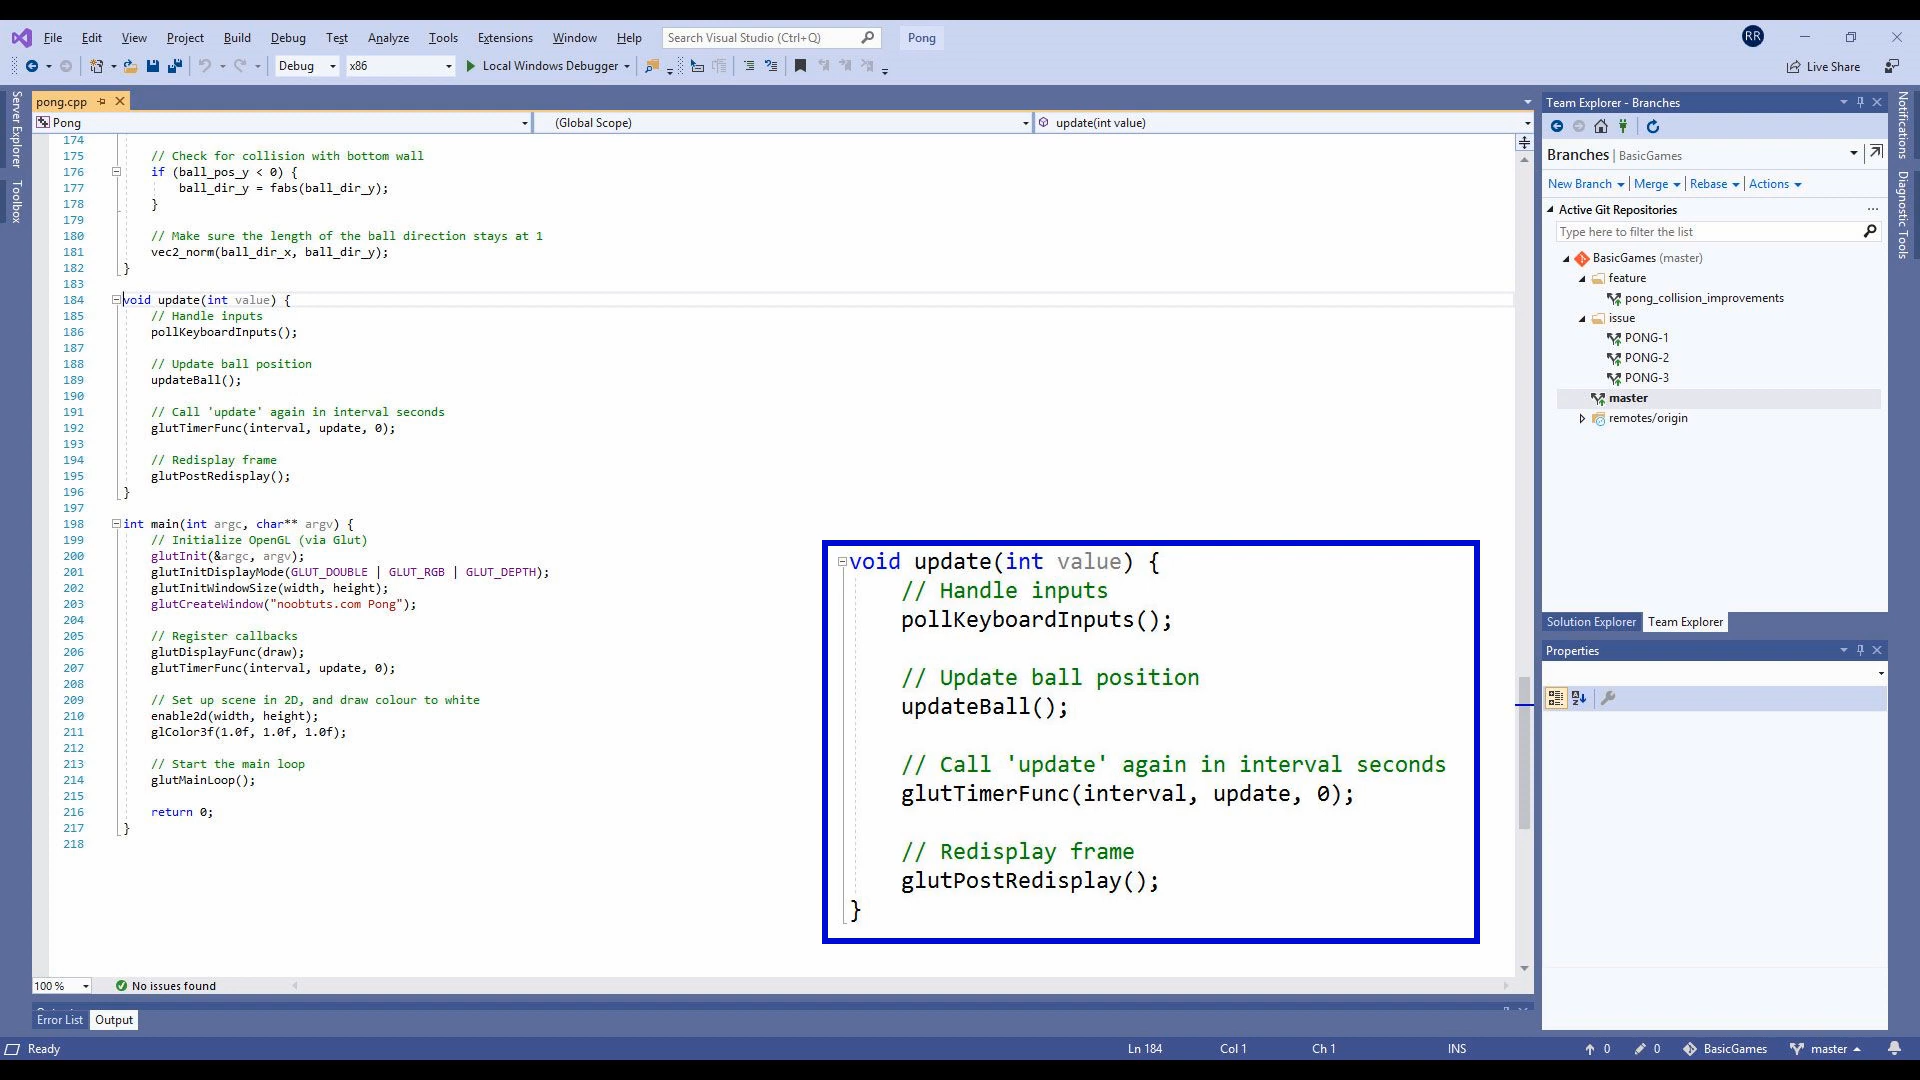 File Edit View Project Build Debug Test Analyze Tools Extensions Window Help Search Visual Studio (Ctrl+Q) Pong RR
Debug x86 Local Windows Debugger Live Share
Server Explorer
Toolbox
pong.cpp
Pong (Global Scope) update(int value)
174
175 // Check for collision with bottom wall
176 if (ball_pos_y < 0) {
177 ball_dir_y = fabs(ball_dir_y);
178 }
179
180 // Make sure the length of the ball direction stays at 1
181 vec2_norm(ball_dir_x, ball_dir_y);
182 }
183
184 void update(int value) {
185 // Handle inputs
186 pollKeyboardInputs();
187
188 // Update ball position
189 updateBall();
190
191 // Call 'update' again in interval seconds
192 glutTimerFunc(interval, update, 0);
193
194 // Redisplay frame
195 glutPostRedisplay();
196 }
197
198 int main(int argc, char** argv) {
199 // Initialize OpenGL (via Glut)
200 glutInit(&argc, argv);
201 glutInitDisplayMode(GLUT_DOUBLE | GLUT_RGB | GLUT_DEPTH);
202 glutInitWindowSize(width, height);
203 glutCreateWindow("noobtuts.com Pong");
204
205 // Register callbacks
206 glutDisplayFunc(draw);
207 glutTimerFunc(interval, update, 0);
208
209 // Set up scene in 2D, and draw colour to white
210 enable2d(width, height);
211 glColor3f(1.0f, 1.0f, 1.0f);
212
213 // Start the main loop
214 glutMainLoop();
215
216 return 0;
217 }
218
void update(int value) {
// Handle inputs
pollKeyboardInputs();
// Update ball position
updateBall();
// Call 'update' again in interval seconds
glutTimerFunc(interval, update, 0);
// Redisplay frame
glutPostRedisplay();
}
100 % No issues found
Error List Output
Team Explorer - Branches
Branches | BasicGames
New Branch Merge Rebase Actions
Active Git Repositories
Type here to filter the list
BasicGames (master)
feature
pong_collision_improvements
issue
PONG-1
PONG-2
PONG-3
master
remotes/origin
Solution Explorer Team Explorer
Properties
Notifications
Diagnostic Tools
Ready Ln 184 Col 1 Ch 1 INS 0 0 BasicGames master